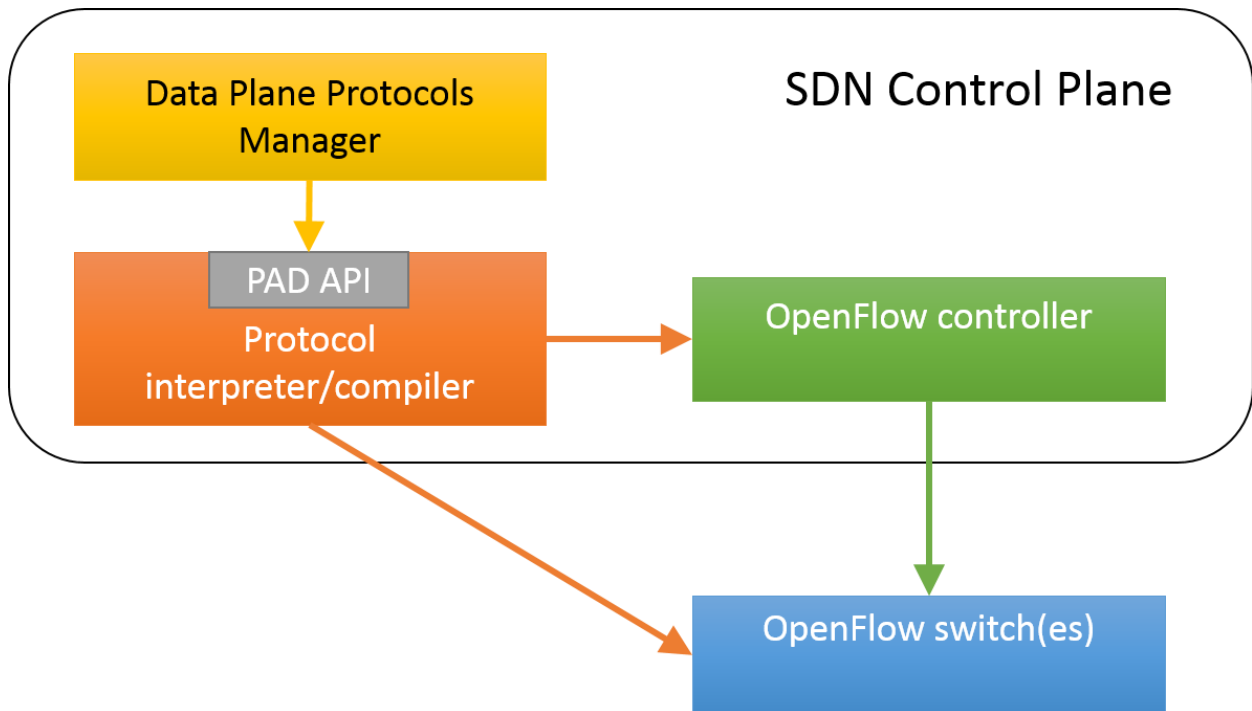 SDN Control Plane
Data Plane Protocols
Manager
PAD API
Protocol
interpreter/compiler
OpenFlow controller
OpenFlow switch(es)